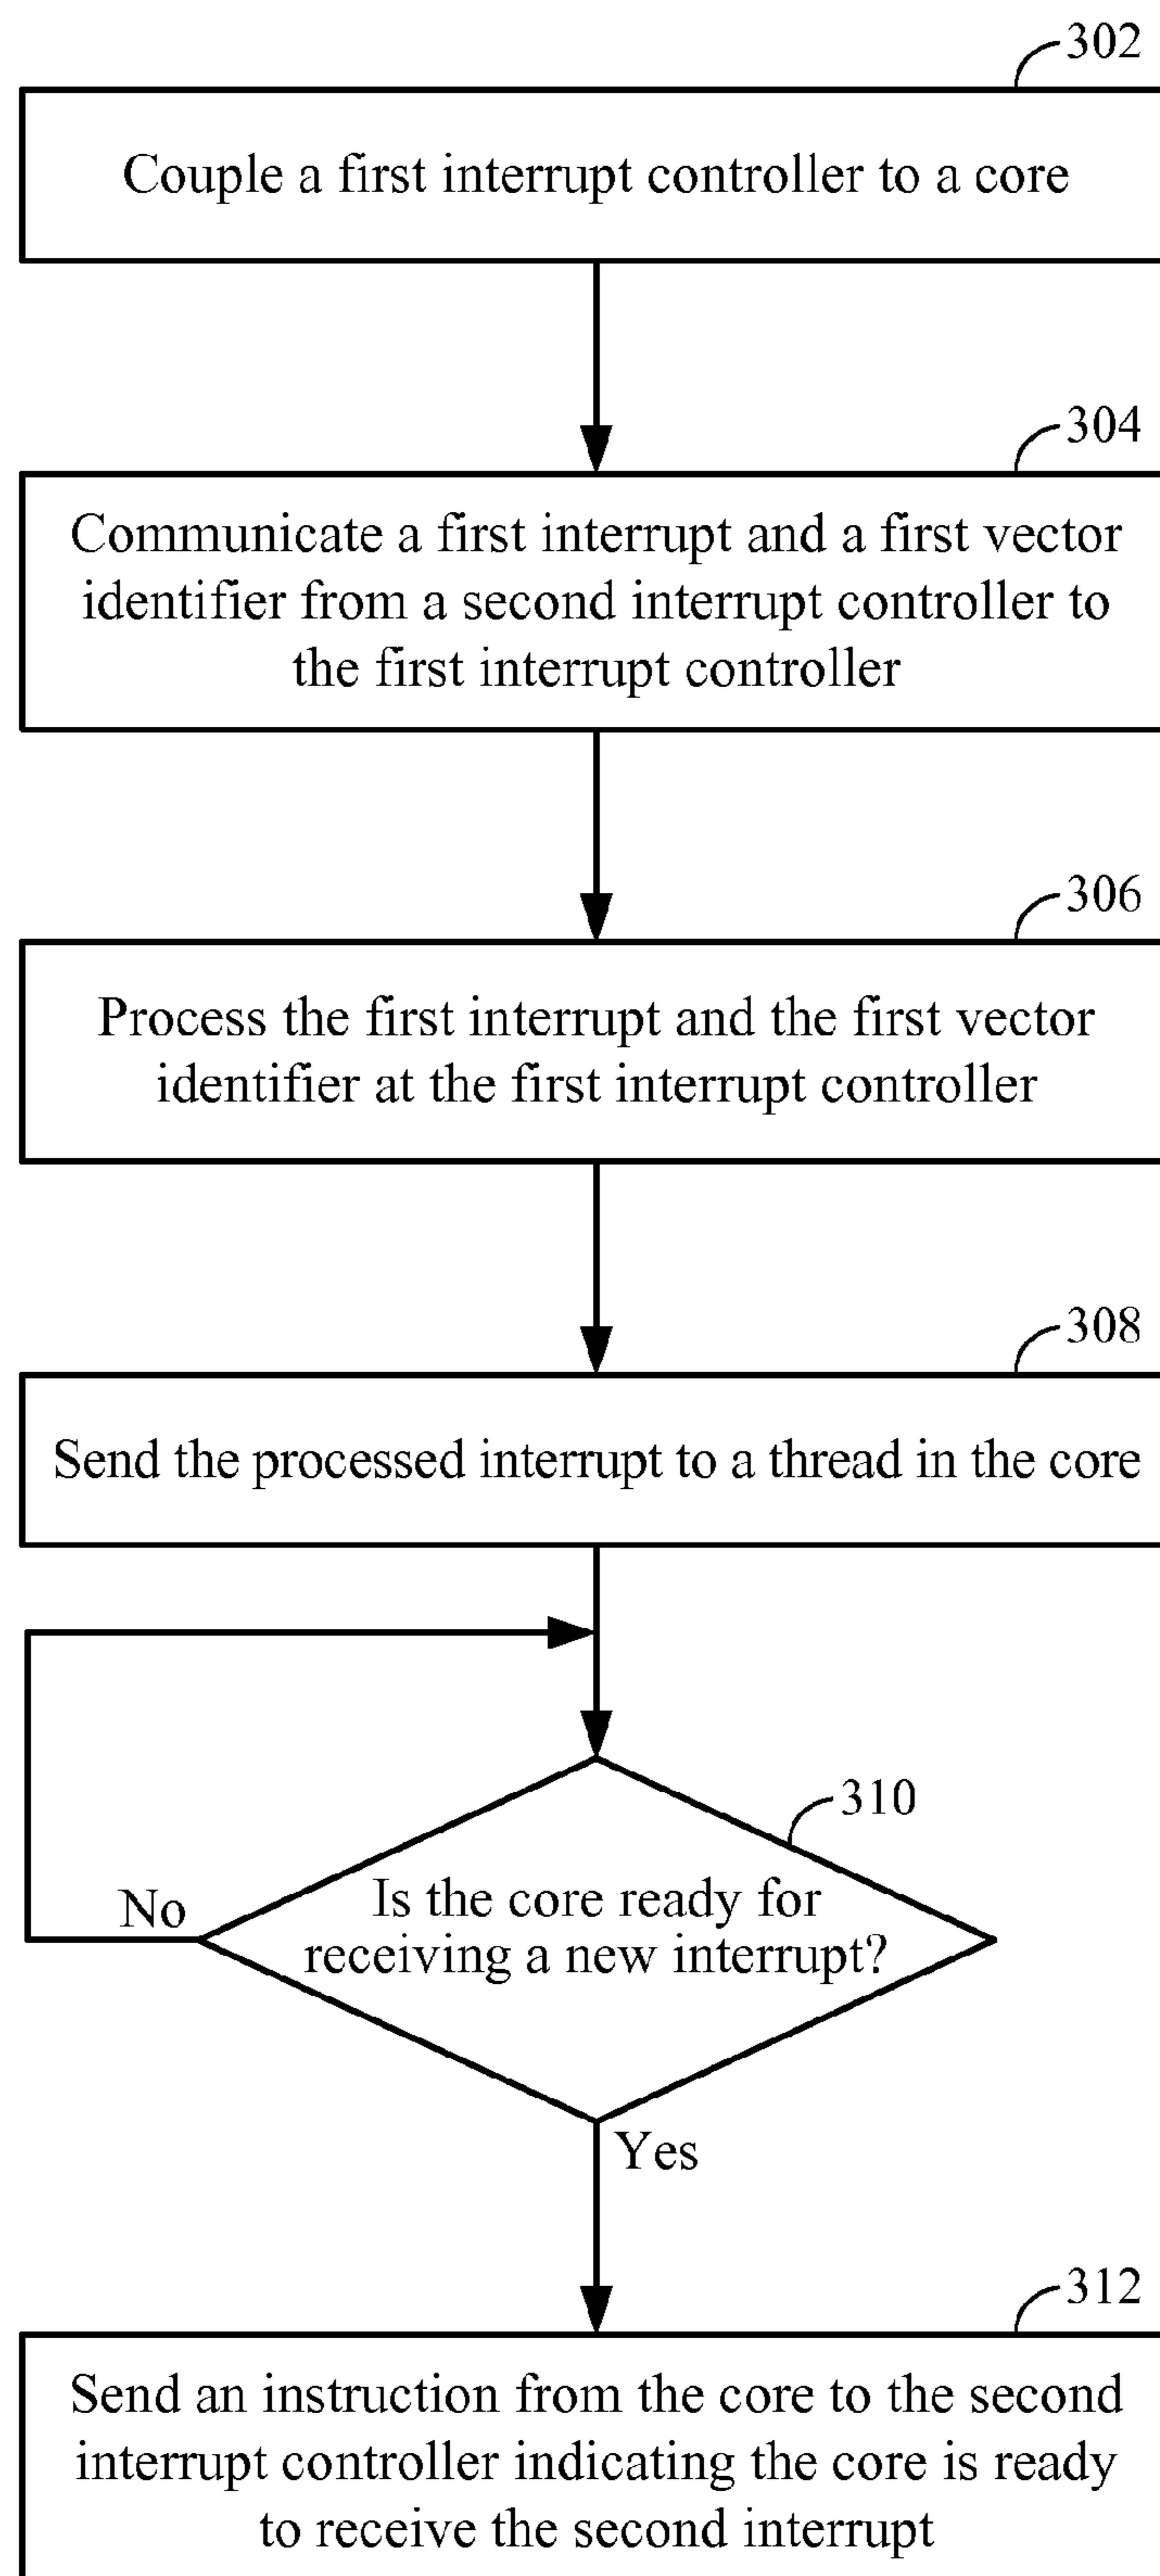 302
Couple a first interrupt controller to a core
304
Communicate a first interrupt and a first vector
identifier from a second interrupt controller to
the first interrupt controller
306
Process the first interrupt and the first vector
identifier at the first interrupt controller
308
Send the processed interrupt to a thread in the core
310
Is the core ready for
receiving a new interrupt?
No
Yes
312
Send an instruction from the core to the second
interrupt controller indicating the core is ready
to receive the second interrupt